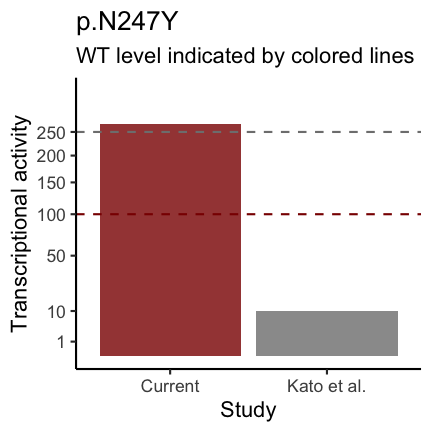 p.N247Y
WT level indicated by colored lines
Transcriptional activity
250
200
150
100
50
10
1
Current
Kato et al.
Study